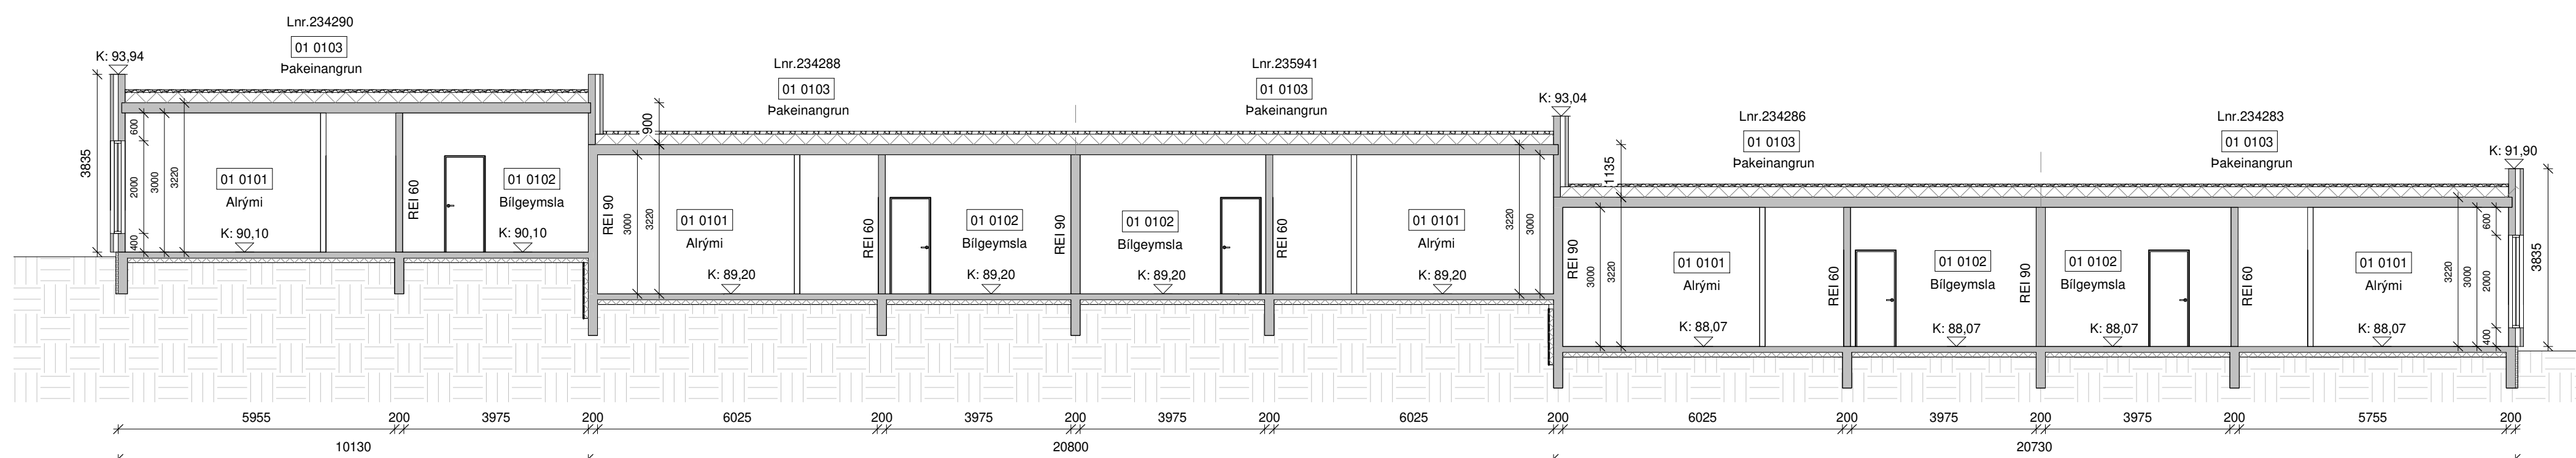 Lnr.234290
01 0103
Þakeinangrun
K: 93,94
Lnr.234288
01 0103
Þakeinangrun
Lnr.235941
01 0103
Þakeinangrun
K: 93,04
Lnr.234286
01 0103
Þakeinangrun
Lnr.234283
01 0103
Þakeinangrun
K: 91,90
3835
600
2000
400
3000
3220
01 0101
Alrými
K: 90,10
REI 60
01 0102
Bílgeymsla
K: 90,10
900
REI 90
3000
3220
01 0101
Alrými
K: 89,20
REI 60
01 0102
Bílgeymsla
K: 89,20
REI 90
01 0102
Bílgeymsla
K: 89,20
REI 60
01 0101
Alrými
K: 89,20
3220
3000
1135
REI 90
3000
3220
01 0101
Alrými
K: 88,07
REI 60
01 0102
Bílgeymsla
K: 88,07
REI 90
01 0102
Bílgeymsla
K: 88,07
REI 60
01 0101
Alrými
K: 88,07
3220
3000
600
2000
400
3835
5955 200 3975 200 6025 200 3975 200 3975 200 6025 200 6025 200 3975 200 3975 200 5755 200
10130 20800 20730